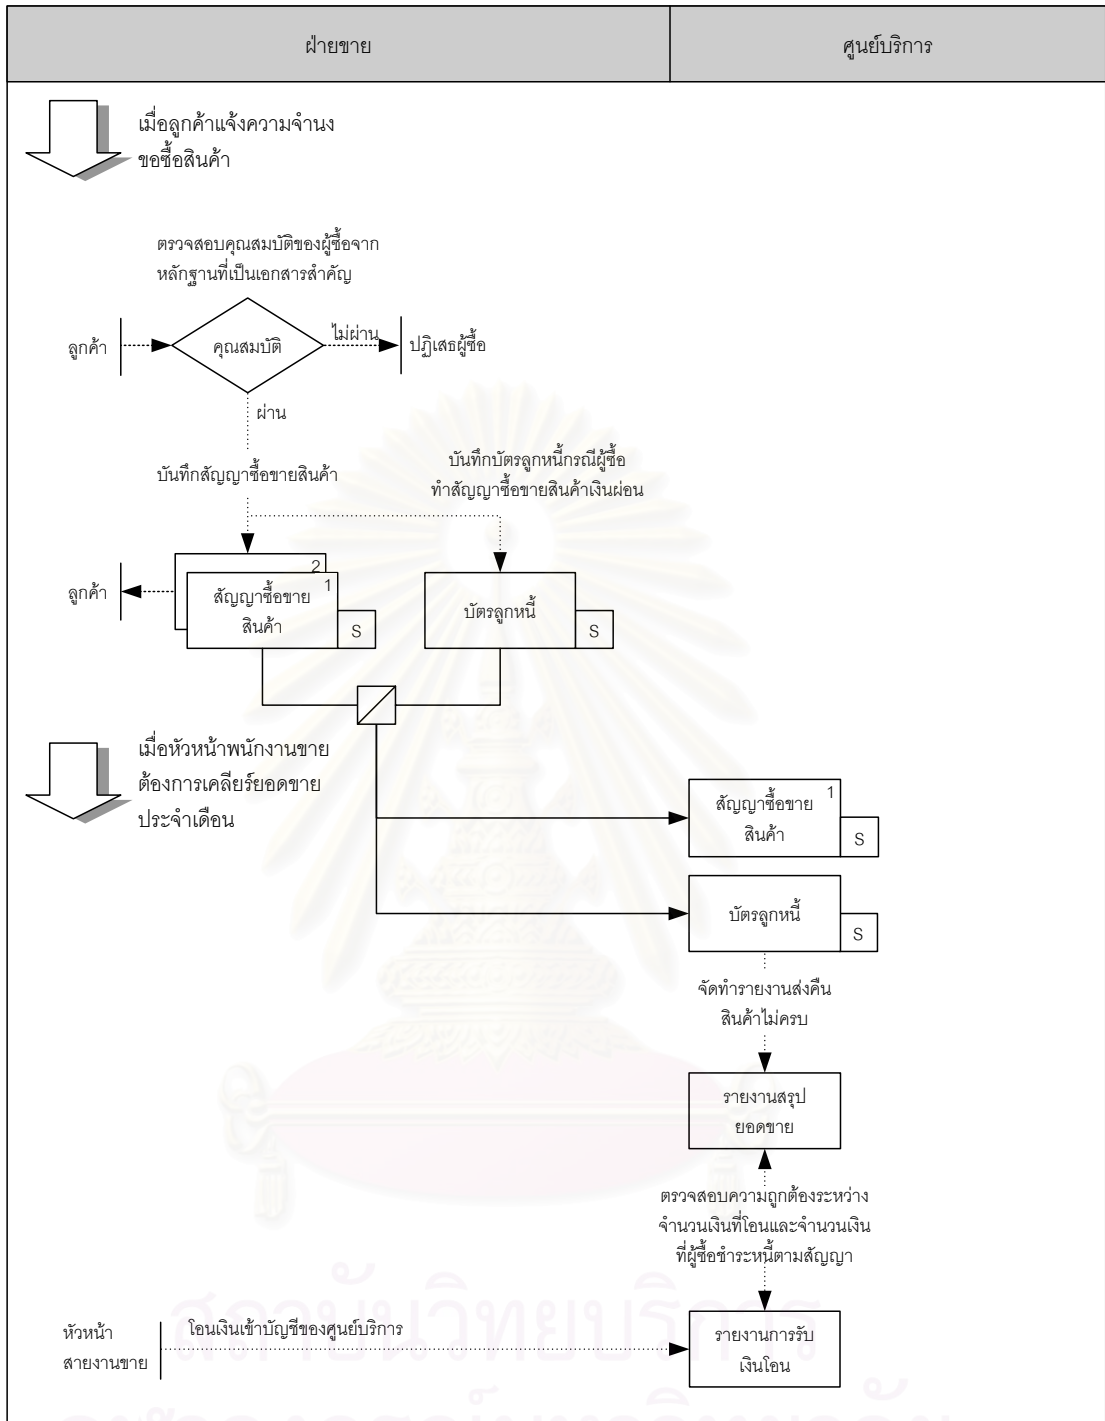 ฝ่ายขาย
ศูนย์บริการ
เมื่อลูกค้าแจ้งความจำนง
ขอซื้อสินค้า
ตรวจสอบคุณสมบัติของผู้ซื้อจาก
หลักฐานที่เป็นเอกสารสำคัญ
ลูกค้า
คุณสมบัติ
ไม่ผ่าน
ปฏิเสธผู้ซื้อ
ผ่าน
บันทึกสัญญาซื้อขายสินค้า
บันทึกบัตรลูกหนี้กรณีผู้ซื้อ
ทำสัญญาซื้อขายสินค้าเงินผ่อน
ลูกค้า
2
1
สัญญาซื้อขาย
สินค้า
S
บัตรลูกหนี้
S
เมื่อหัวหน้าพนักงานขาย
ต้องการเคลียร์ยอดขาย
ประจำเดือน
สัญญาซื้อขาย
สินค้า
1
S
บัตรลูกหนี้
S
จัดทำรายงานส่งคืน
สินค้าไม่ครบ
รายงานสรุป
ยอดขาย
ตรวจสอบความถูกต้องระหว่าง
จำนวนเงินที่โอนและจำนวนเงิน
ที่ผู้ซื้อชำระหนี้ตามสัญญา
หัวหน้า
สายงานขาย
โอนเงินเข้าบัญชีของศูนย์บริการ
รายงานการรับ
เงินโอน
สถาบันวิทยบริการ